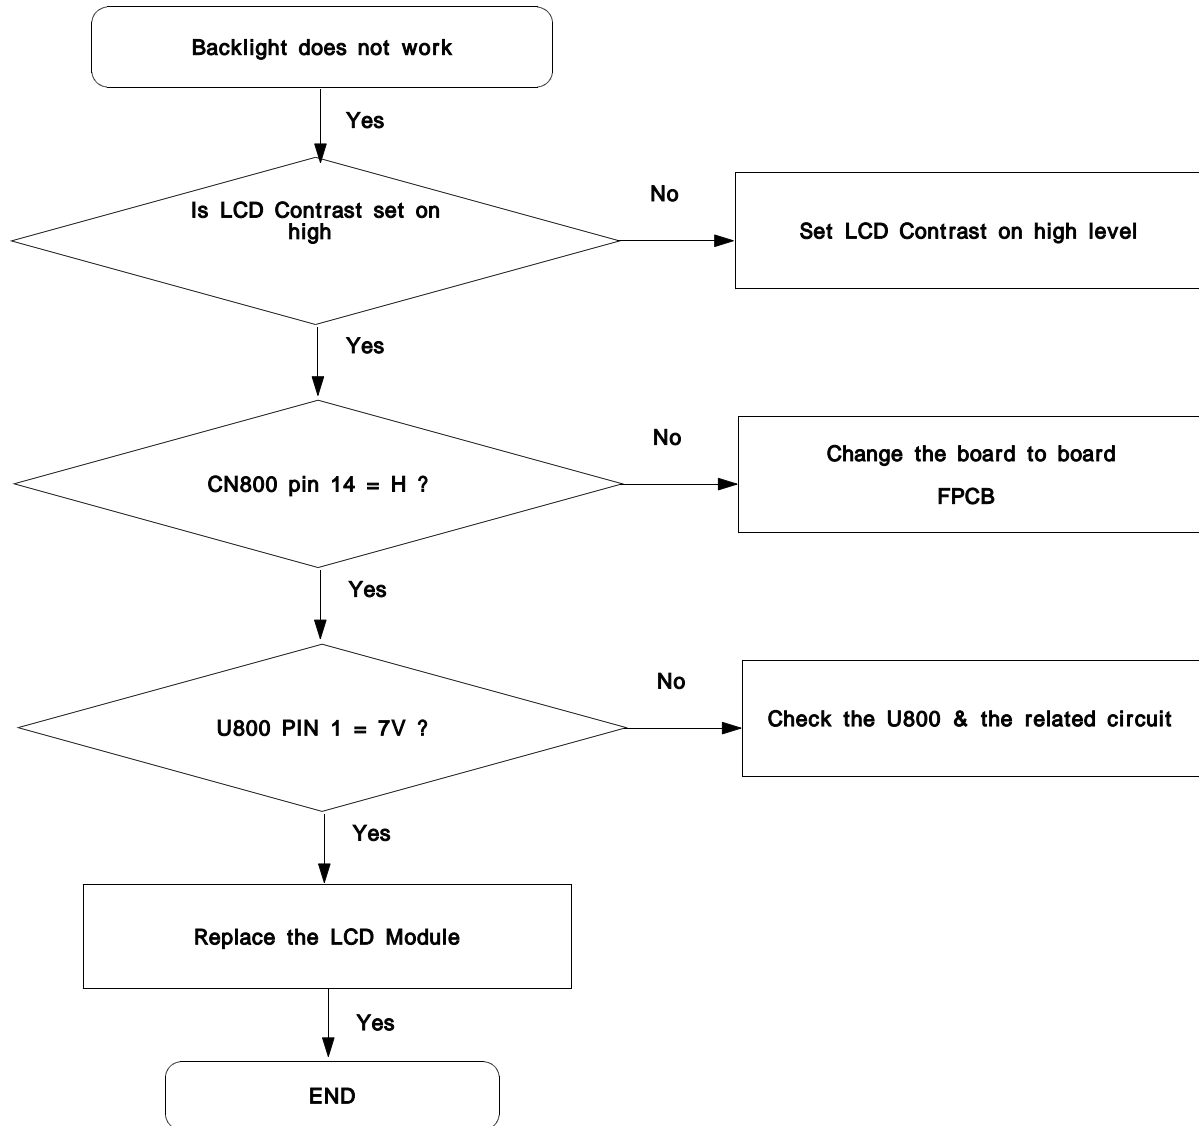 Backlight does not work
Yes
Is LCD Contrast set on
high
No
Set LCD Contrast on high level
Yes
CN800 pin 14 = H ?
No
Change the board to board
FPCB
Yes
U800 PIN 1 = 7V ?
No
Check the U800 & the related circuit
Yes
Replace the LCD Module
Yes
END